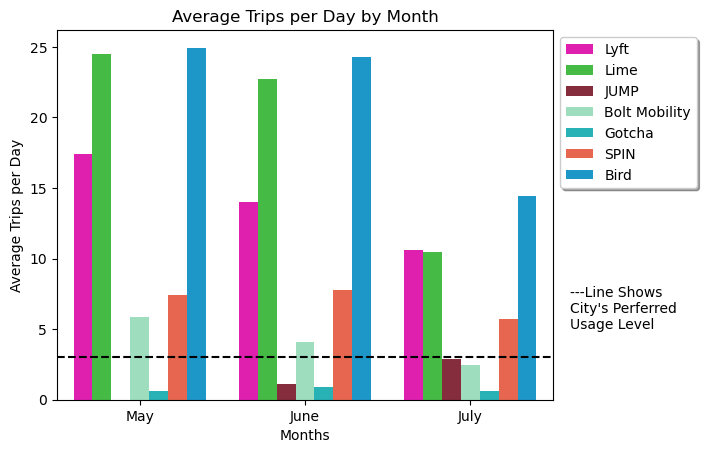 Average Trips per Day by Month
Average Trips per Day
25
20
15
10
5
0
May
June
July
Months
Lyft
Lime
JUMP
Bolt Mobility
Gotcha
SPIN
Bird
---Line Shows
City's Perferred
Usage Level